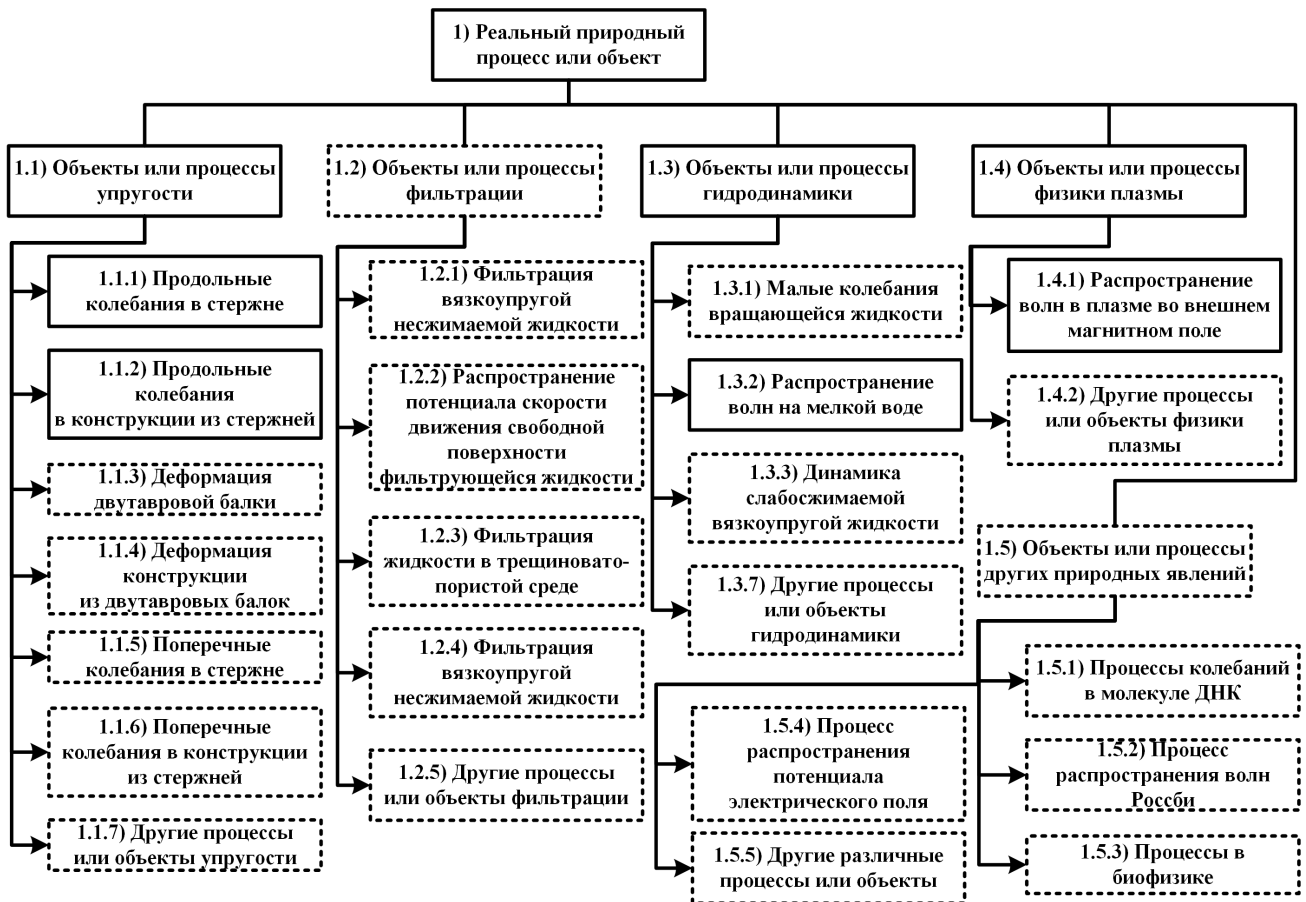 1) Реальный природный
процесс или объект
1.1) Объекты или процессы
упругости
1.1.1) Продольные
колебания в стержне
1.1.2) Продольные
колебания
в конструкции из стержней
1.1.3) Деформация
двутавровой балки
1.1.4) Деформация
конструкции
из двутавровых балок
1.1.5) Поперечные
колебания в стержне
1.1.6) Поперечные
колебания в конструкции
из стержней
1.1.7) Другие процессы
или объекты упругости
1.2) Объекты или процессы
фильтрации
1.2.1) Фильтрация
вязкоупругой
несжимаемой жидкости
1.2.2) Распространение
потенциала скорости
движения свободной
поверхности
фильтрующейся жидкости
1.2.3) Фильтрация
жидкости в трещиновато-
пористой среде
1.2.4) Фильтрация
вязкоупругой
несжимаемой жидкости
1.2.5) Другие процессы
или объекты фильтрации
1.3) Объекты или процессы
гидродинамики
1.3.1) Малые колебания
вращающейся жидкости
1.3.2) Распространение
волн на мелкой воде
1.3.3) Динамика
слабосжимаемой
вязкоупругой жидкости
1.3.7) Другие процессы
или объекты
гидродинамики
1.4) Объекты или процессы
физики плазмы
1.4.1) Распространение
волн в плазме во внешнем
магнитном поле
1.4.2) Другие процессы
или объекты физики
плазмы
1.5) Объекты или процессы
других природных явлений
1.5.1) Процессы колебаний
в молекуле ДНК
1.5.2) Процесс
распространения волн
Россби
1.5.3) Процессы в
биофизике
1.5.4) Процесс
распространения
потенциала
электрического поля
1.5.5) Другие различные
процессы или объекты